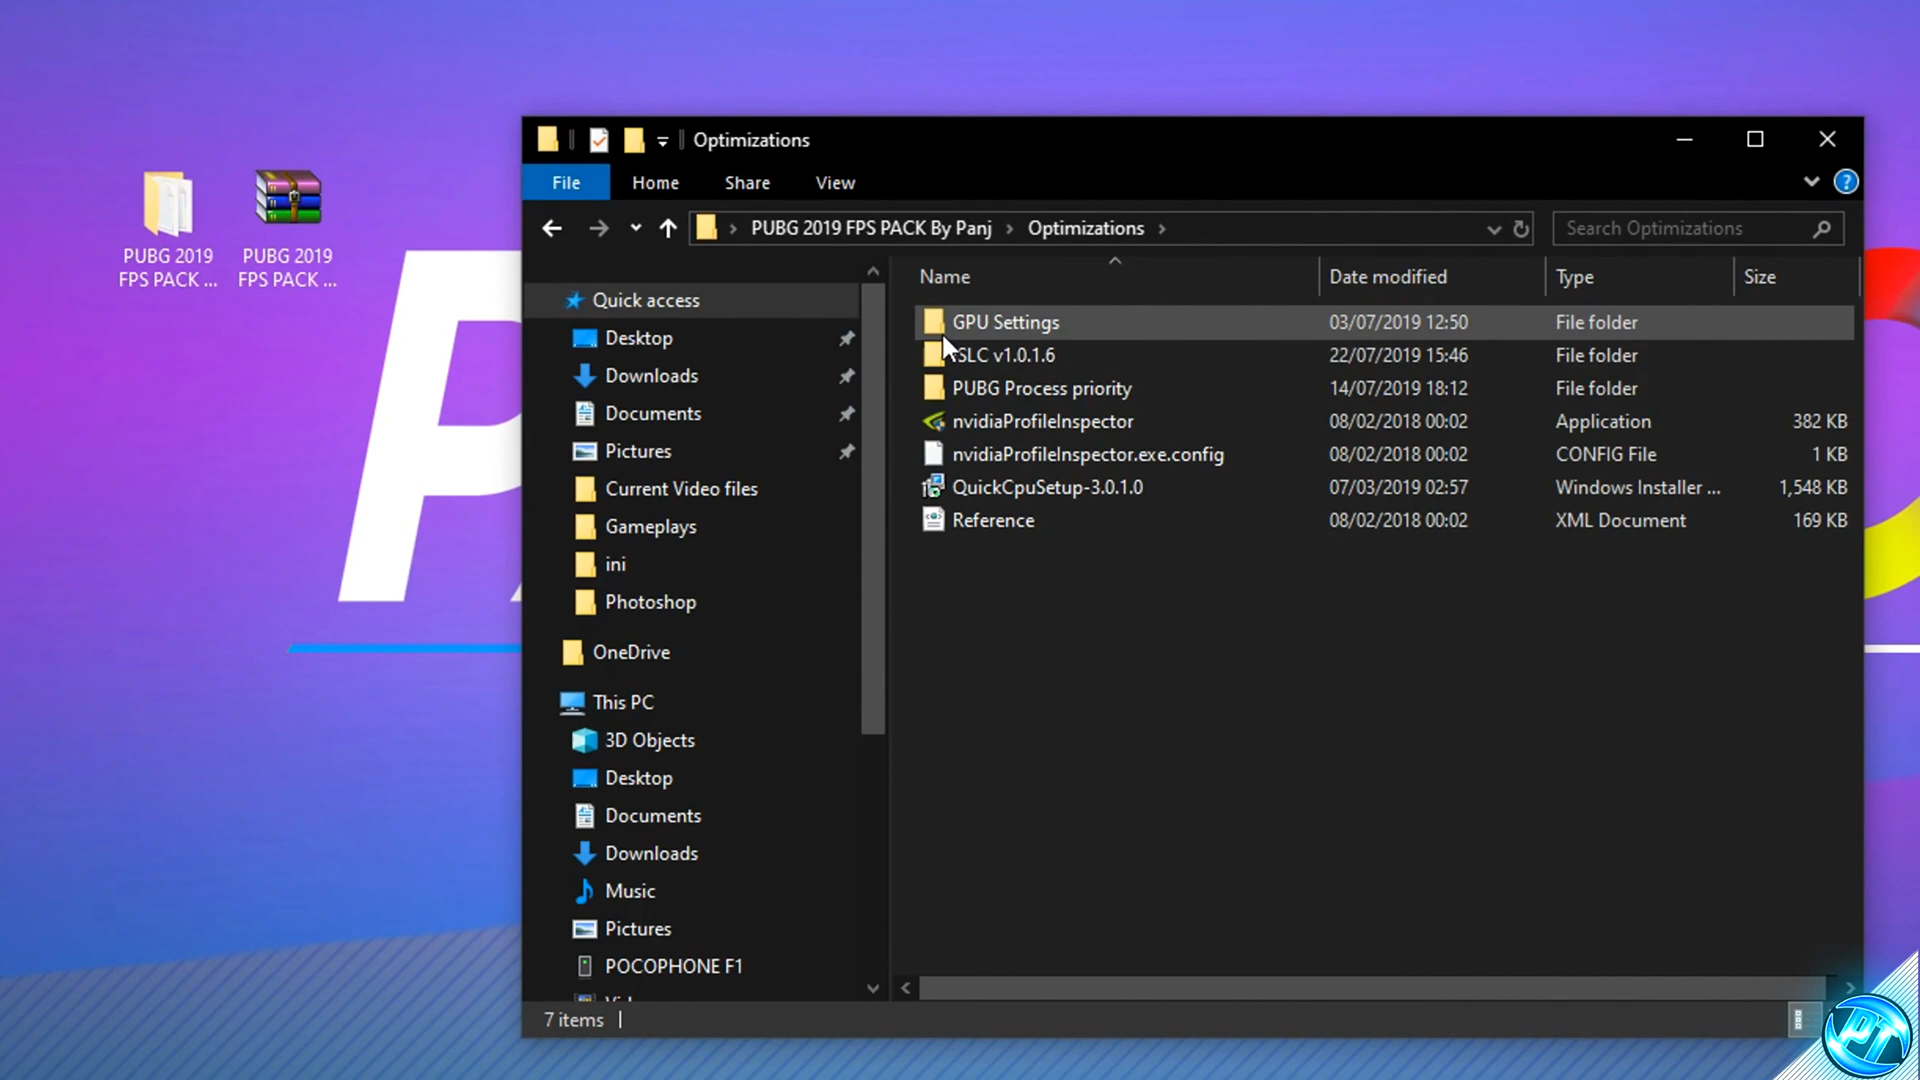 Optimizations
File
Home
Share
View
?
PUBG 2019 FPS PACK By Panj
Optimizations
Search Optimizations
PUBG 2019
FPS PACK ...
PUBG 2019
FPS PACK ...
Quick access
Desktop
Downloads
Documents
Pictures
Current Video files
Gameplays
ini
Photoshop
OneDrive
This PC
3D Objects
Desktop
Documents
Downloads
Music
Pictures
POCOPHONE F1
Name Date modified Type Size
GPU Settings 03/07/2019 12:50 File folder
SLC v1.0.1.6 22/07/2019 15:46 File folder
PUBG Process priority 14/07/2019 18:12 File folder
nvidiaProfileInspector 08/02/2018 00:02 Application 382 KB
nvidiaProfileInspector.exe.config 08/02/2018 00:02 CONFIG File 1 KB
QuickCpuSetup-3.0.1.0 07/03/2019 02:57 Windows Installer ... 1,548 KB
Reference 08/02/2018 00:02 XML Document 169 KB
7 items
PT